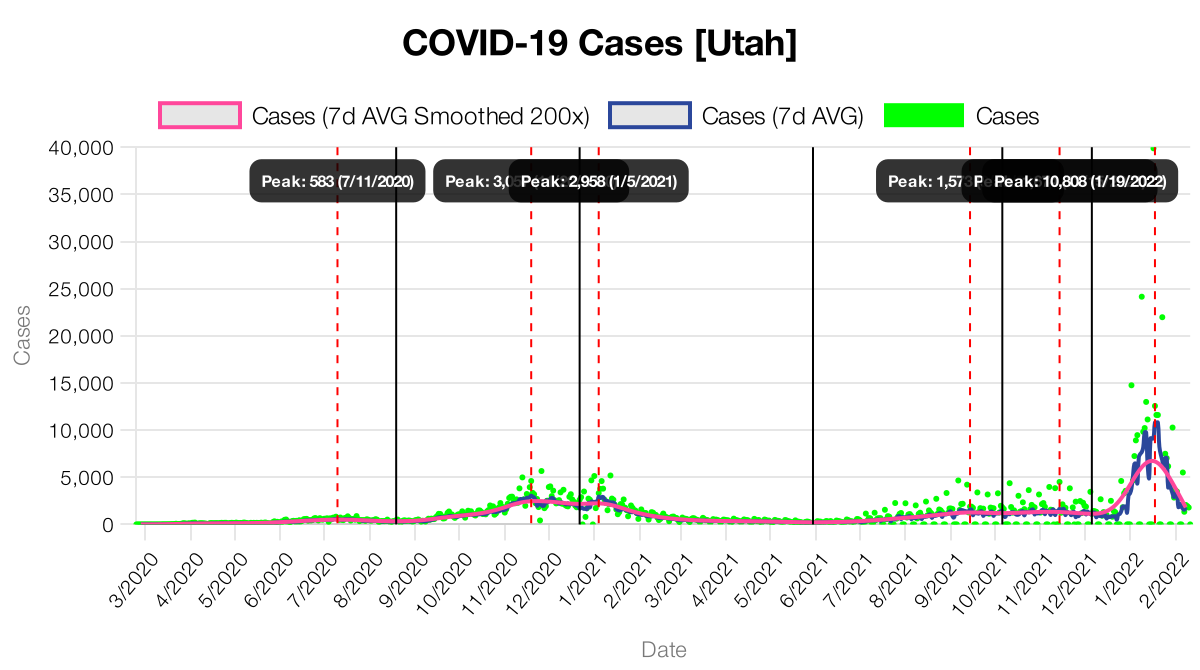 COVID-19 Cases [Utah]
Cases (7d AVG Smoothed 200x) Cases (7d AVG) Cases
40,000
35,000
30,000
25,000
20,000
15,000
10,000
5,000
0
Cases
Peak: 583 (7/11/2020) Peak: Peak: 2,958 (1/5/2021) Peak: 1,573 Peak: 10,808 (1/19/2022)
3/2020 4/2020 5/2020 6/2020 7/2020 8/2020 9/2020 10/2020 11/2020 12/2020 1/2021 2/2021 3/2021 4/2021 5/2021 6/2021 7/2021 8/2021 9/2021 10/2021 11/2021 12/2021 1/2022 2/2022
Date